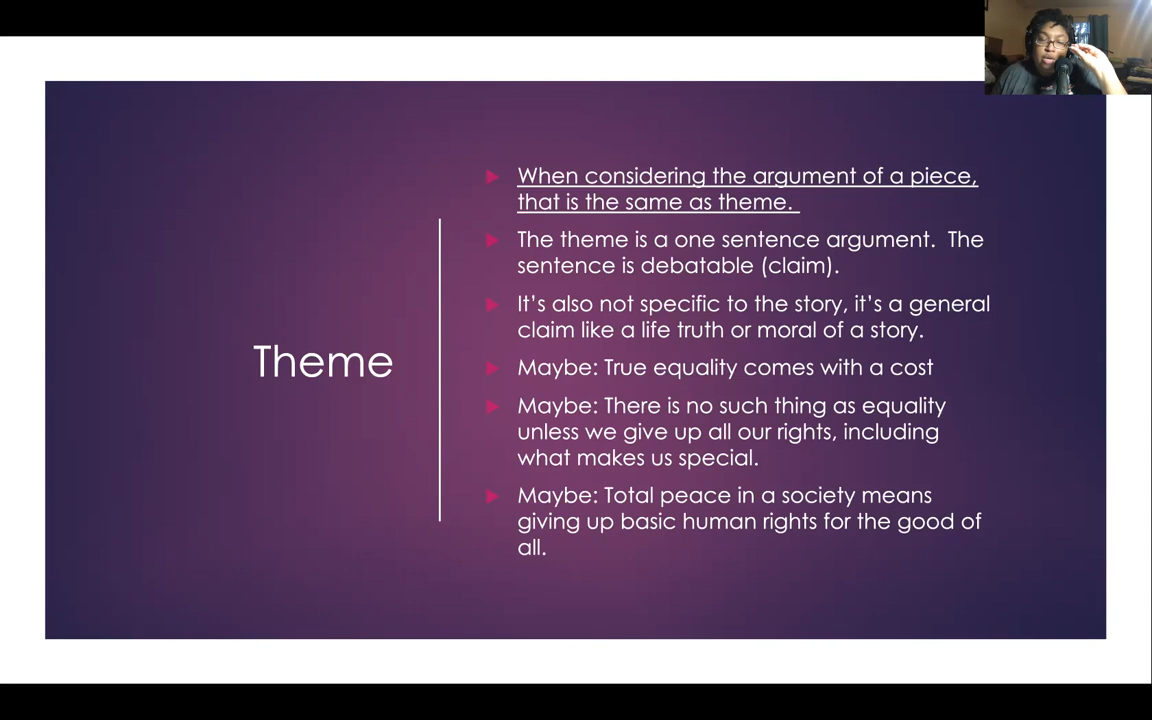 Theme
When considering the argument of a piece,
that is the same as theme.
The theme is a one sentence argument.  The
sentence is debatable (claim).
It’s also not specific to the story, it’s a general
claim like a life truth or moral of a story.
Maybe: True equality comes with a cost
Maybe: There is no such thing as equality
unless we give up all our rights, including
what makes us special.
Maybe: Total peace in a society means
giving up basic human rights for the good of
all.